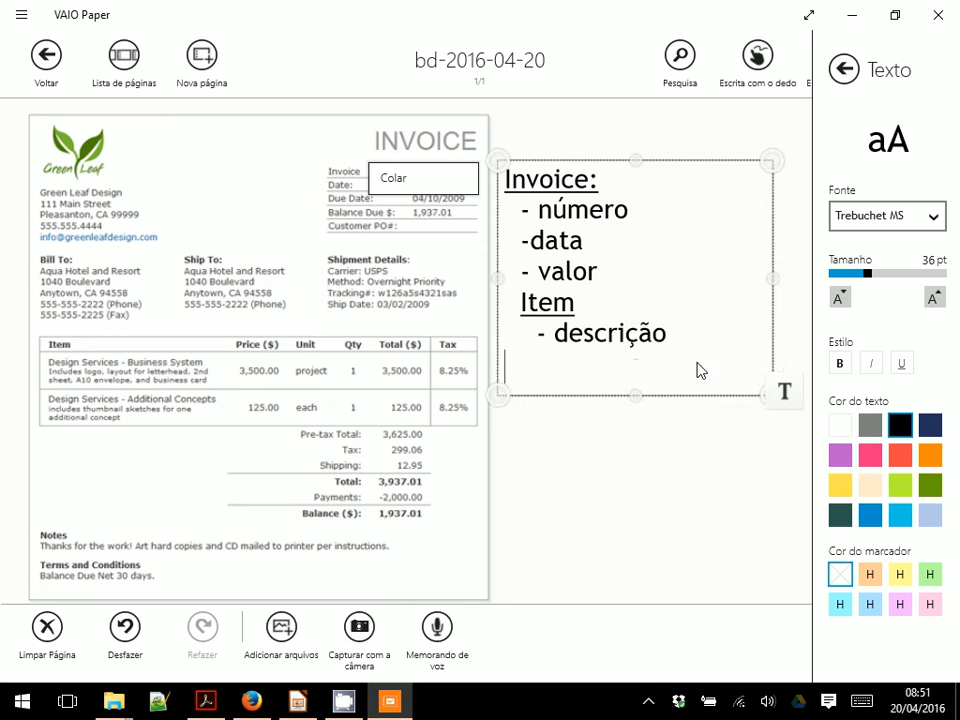 VAIO Paper
Voltar
Lista de páginas
Nova página
bd-2016-04-20
1/1
Pesquisa
Escrita com o dedo
E
Green Leaf
INVOICE
Green Leaf Design
111 Main Street
Pleasanton, CA 99999
555.555.4444
info@greenleafdesign.com
Invoice
Date:
Due Date: 04/10/2009
Balance Due $: 1,937.01
Customer PO#:
Colar
Bill To:
Aqua Hotel and Resort
1040 Boulevard
Anytown, CA 94558
555-555-2222 (Phone)
555-555-2225 (Fax)
Ship To:
Aqua Hotel and Resort
1040 Boulevard
Anytown, CA 94558
555-555-2222 (Phone)
Shipment Details:
Carrier: USPS
Method: Overnight Priority
Tracking#: w126a5s4321sas
Ship Date: 03/02/2009
Item Price ($) Unit Qty Total ($) Tax
Design Services - Business System
Includes logo, layout for letterhead, 2nd
sheet, A10 envelope, and business card
3,500.00 project 1 3,500.00 8.25%
Design Services - Additional Concepts
includes thumbnail sketches for one
additional concept
125.00 each 1 125.00 8.25%
Pre-tax Total: 3,625.00
Tax: 299.06
Shipping: 12.95
Total: 3,937.01
Payments: -2,000.00
Balance ($): 1,937.01
Notes
Thanks for the work! Art hard copies and CD mailed to printer per instructions.
Terms and Conditions
Balance Due Net 30 days.
Invoice:
- número
-data
- valor
Item
- descrição
T
Texto
aA
Fonte
Trebuchet MS
Tamanho 36 pt
A A
Estilo
B I U
Cor do texto
Cor do marcador
H H H
H H H H
Limpar Página
Desfazer
Refazer
Adicionar arquivos
Capturar com a
câmera
Memorando de
voz
08:51
20/04/2016